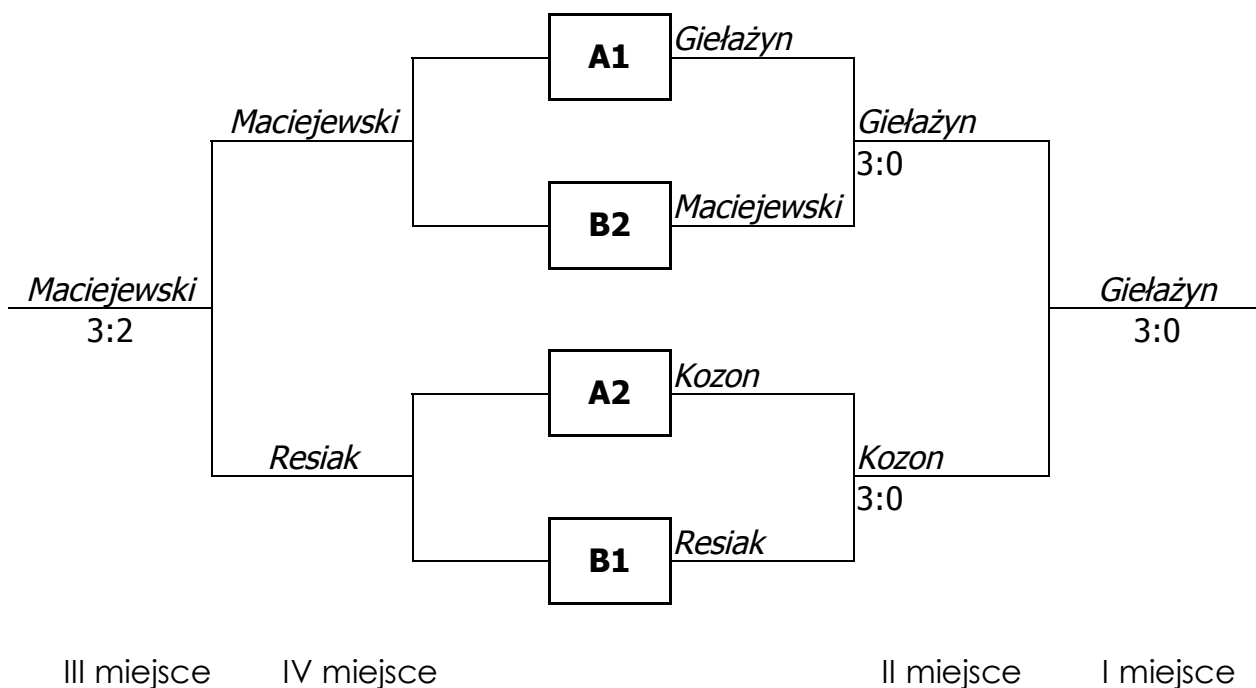 A1 Giełażyn
Maciejewski Giełażyn
3:0
B2 Maciejewski
Maciejewski Giełażyn
3:2 3:0
A2 Kozon
Resiak Kozon
3:0
B1 Resiak
III miejsce IV miejsce II miejsce I miejsce